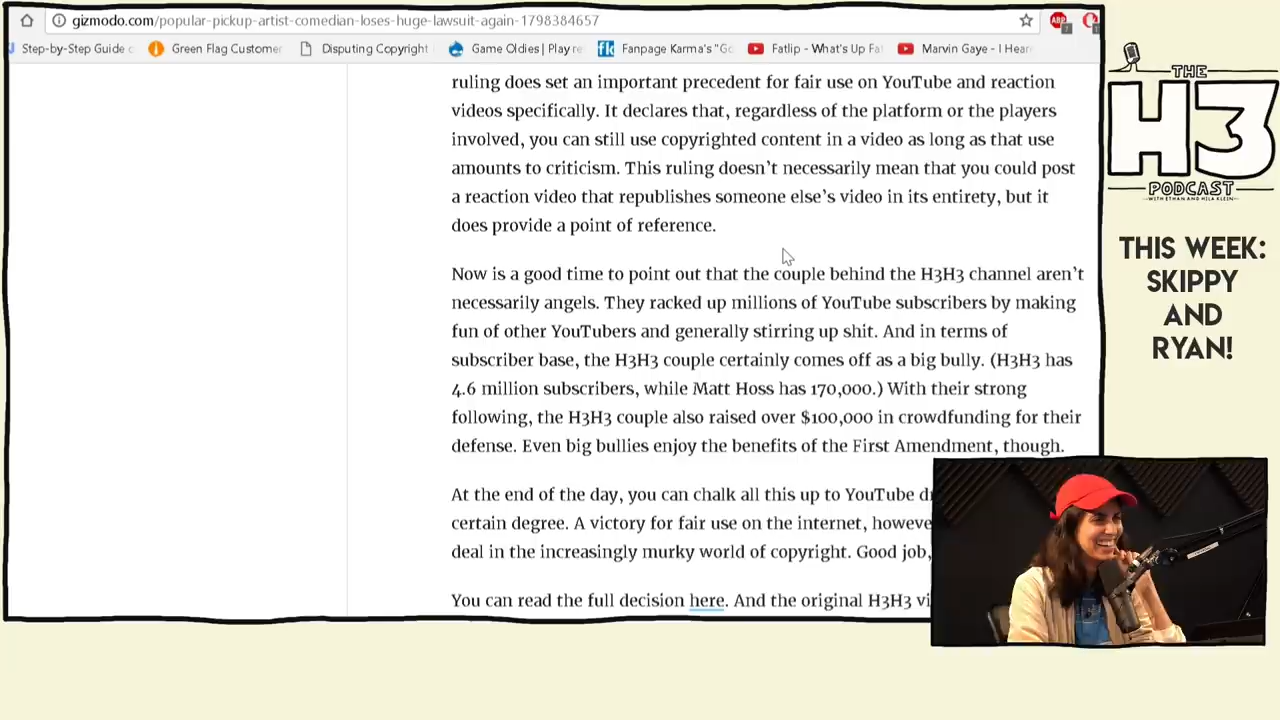 gizmodo.com/popular-pickup-artist-comedian-loses-huge-lawsuit-again-1798384657
Step-by-Step Guide
Green Flag Customer
Disputing Copyright
Game Oldies | Play re
Fanpage Karma's "Go
Fatlip - What's Up Fa
Marvin Gaye - I Hear
ruling does set an important precedent for fair use on YouTube and reaction
videos specifically. It declares that, regardless of the platform or the players
involved, you can still use copyrighted content in a video as long as that use
amounts to criticism. This ruling doesn't necessarily mean that you could post
a reaction video that republishes someone else's video in its entirety, but it
does provide a point of reference.
Now is a good time to point out that the couple behind the H3H3 channel aren't
necessarily angels. They racked up millions of YouTube subscribers by making
fun of other YouTubers and generally stirring up shit. And in terms of
subscriber base, the H3H3 couple certainly comes off as a big bully. (H3H3 has
4.6 million subscribers, while Matt Hoss has 170,000.) With their strong
following, the H3H3 couple also raised over $100,000 in crowdfunding for their
defense. Even big bullies enjoy the benefits of the First Amendment, though.
At the end of the day, you can chalk all this up to YouTube dr
certain degree. A victory for fair use on the internet, howeve
deal in the increasingly murky world of copyright. Good job,
You can read the full decision here. And the original H3H3 vi
THE
H3
PODCAST
WITH ETHAN AND HILA KLEIN
THIS WEEK:
SKIPPY
AND
RYAN!